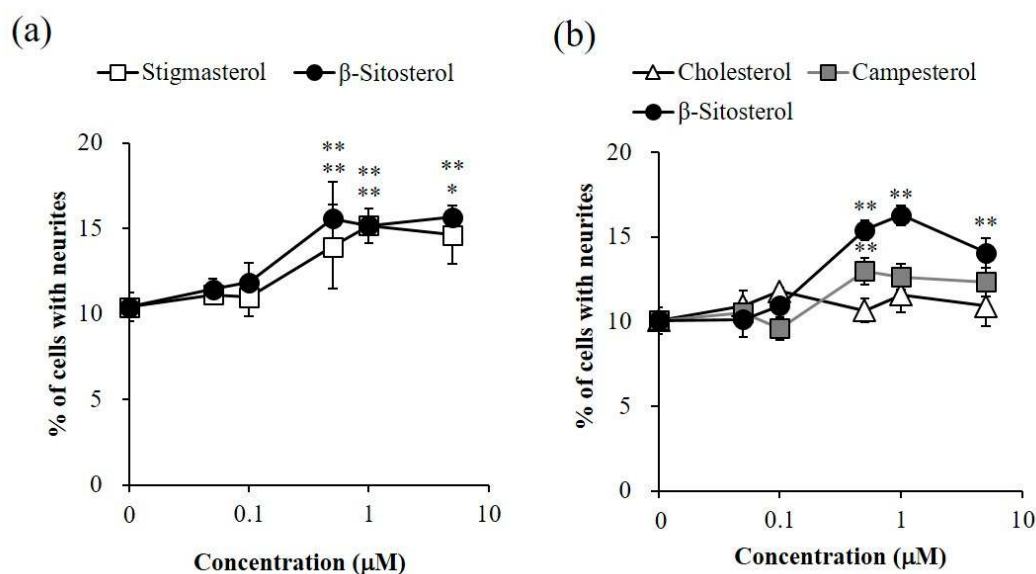 (a)
Stigmasterol β-Sitosterol
20
15
10
5
0
** ** **
** ** *
0 0.1 1 10
% of cells with neurites
Concentration (μM)
(b)
Cholesterol Campesterol
β-Sitosterol
20
15
10
5
0
** ** **
**
0 0.1 1 10
% of cells with neurites
Concentration (μM)